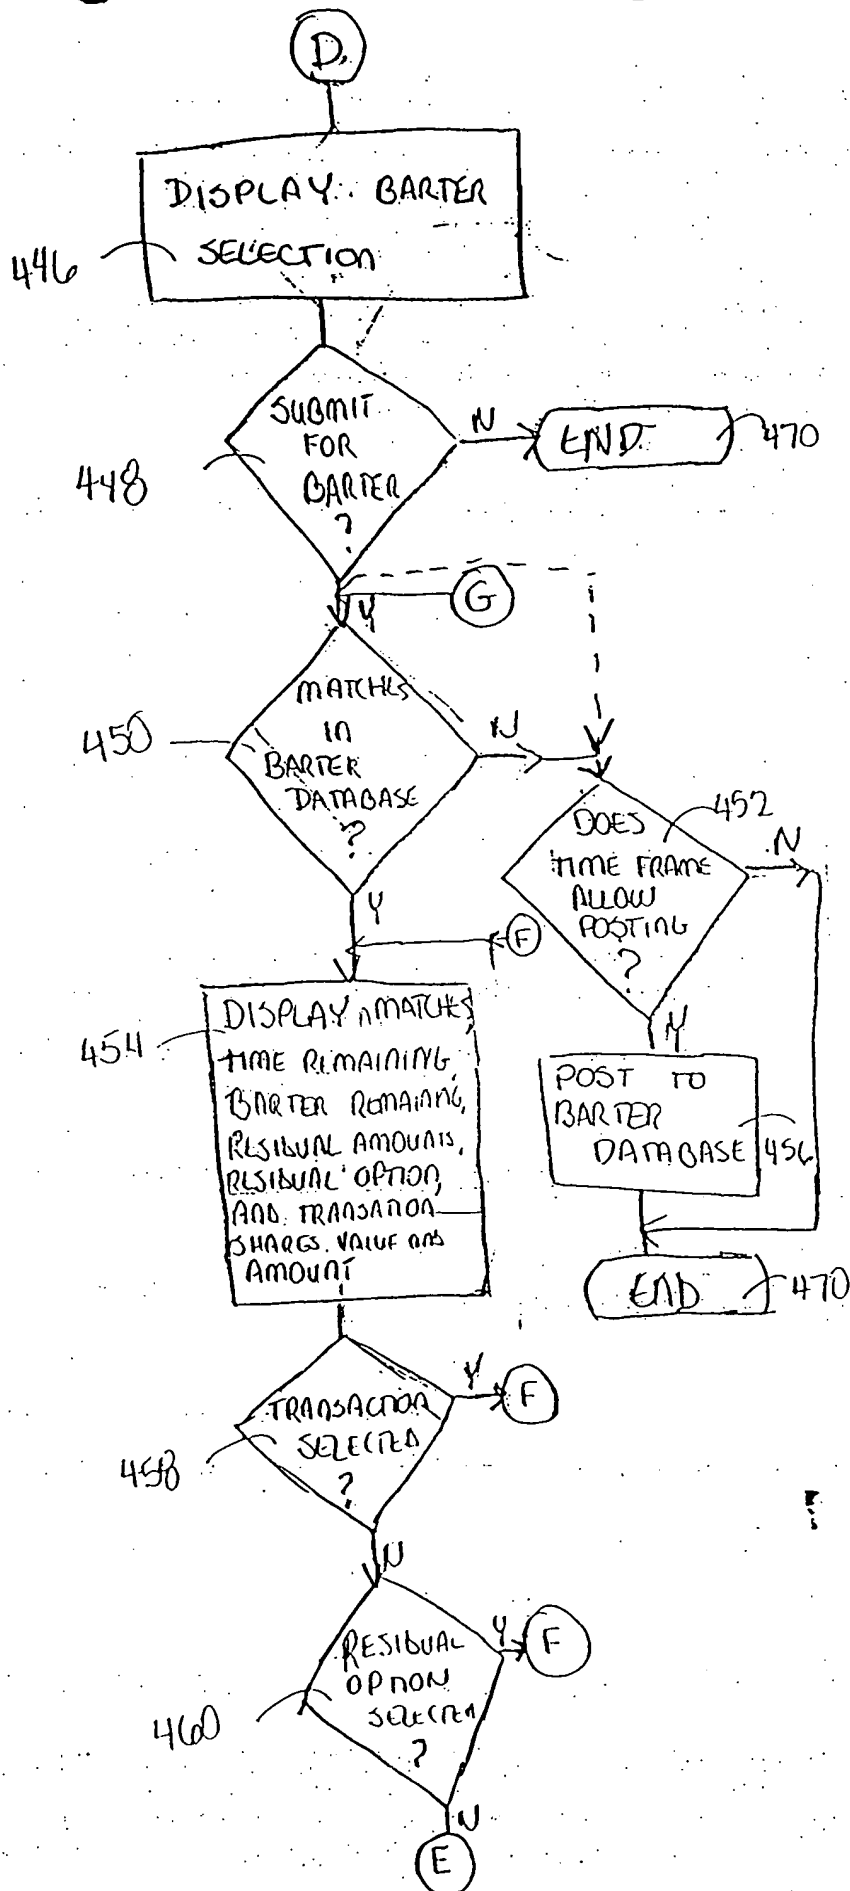 D.
DISPLAY BARTER
SELECTION
446
SUBMIT
FOR
BARTER
?
448
N
END
470
Y
G
MATCHES
IN
BARTER
DATABASE
?
450
N
DOES
TIME FRAME
ALLOW
POSTING
?
452
N
Y
F
DISPLAY n MATCHES,
TIME REMAINING,
BARTER REMAING,
RESIDUAL AMOUNTS,
RESIDUAL OPTION,
AND TRANSATION
SHARES, VALUE AND
AMOUNT
454
Y
POST TO
BARTER
DATABASE
456
END
470
TRANSACTION
SELECTED
?
458
Y
F
N
RESIDUAL
OPTION
SELECTED
?
460
Y
F
N
E